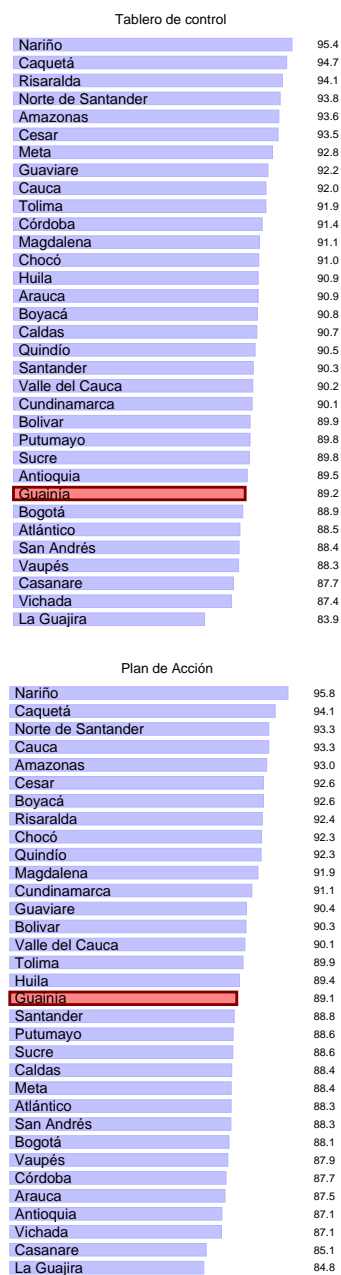 Tablero de control
Nariño 95.4
Caquetá 94.7
Risaralda 94.1
Norte de Santander 93.8
Amazonas 93.6
Cesar 93.5
Meta 92.8
Guaviare 92.2
Cauca 92.0
Tolima 91.9
Córdoba 91.4
Magdalena 91.1
Chocó 91.0
Huila 90.9
Arauca 90.9
Boyacá 90.8
Caldas 90.7
Quindío 90.5
Santander 90.3
Valle del Cauca 90.2
Cundinamarca 90.1
Bolivar 89.9
Putumayo 89.8
Sucre 89.8
Antioquia 89.5
Guainía 89.2
Bogotá 88.9
Atlántico 88.5
San Andrés 88.4
Vaupés 88.3
Casanare 87.7
Vichada 87.4
La Guajira 83.9
Plan de Acción
Nariño 95.8
Caquetá 94.1
Norte de Santander 93.3
Cauca 93.3
Amazonas 93.0
Cesar 92.6
Boyacá 92.6
Risaralda 92.4
Chocó 92.3
Quindío 92.3
Magdalena 91.9
Cundinamarca 91.1
Guaviare 90.4
Bolivar 90.3
Valle del Cauca 90.1
Tolima 89.9
Huila 89.4
Guainía 89.1
Santander 88.8
Putumayo 88.6
Sucre 88.6
Caldas 88.4
Meta 88.4
Atlántico 88.3
San Andrés 88.3
Bogotá 88.1
Vaupés 87.9
Córdoba 87.7
Arauca 87.5
Antioquia 87.1
Vichada 87.1
Casanare 85.1
La Guajira 84.8